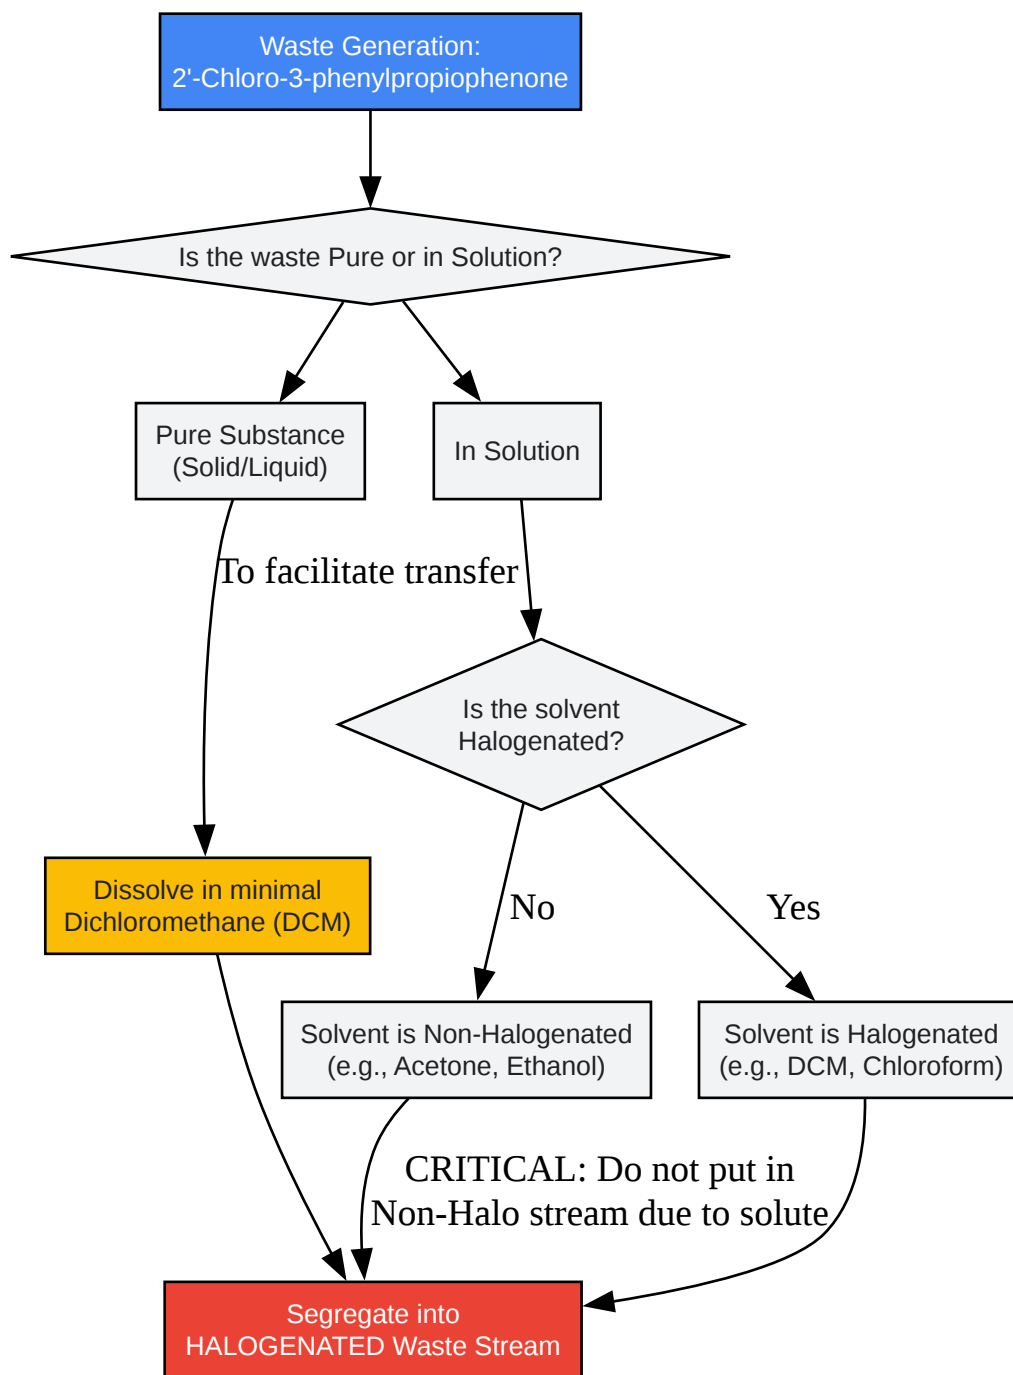 Waste Generation:
2'-Chloro-3-phenylpropiophenone
Is the waste Pure or in Solution?
Pure Substance
(Solid/Liquid)
In Solution
To facilitate transfer
Is the solvent
Halogenated?
Dissolve in minimal
Dichloromethane (DCM)
No
Yes
Solvent is Non-Halogenated
(e.g., Acetone, Ethanol)
Solvent is Halogenated
(e.g., DCM, Chloroform)
CRITICAL: Do not put in
Non-Halo stream due to solute
Segregate into
HALOGENATED Waste Stream